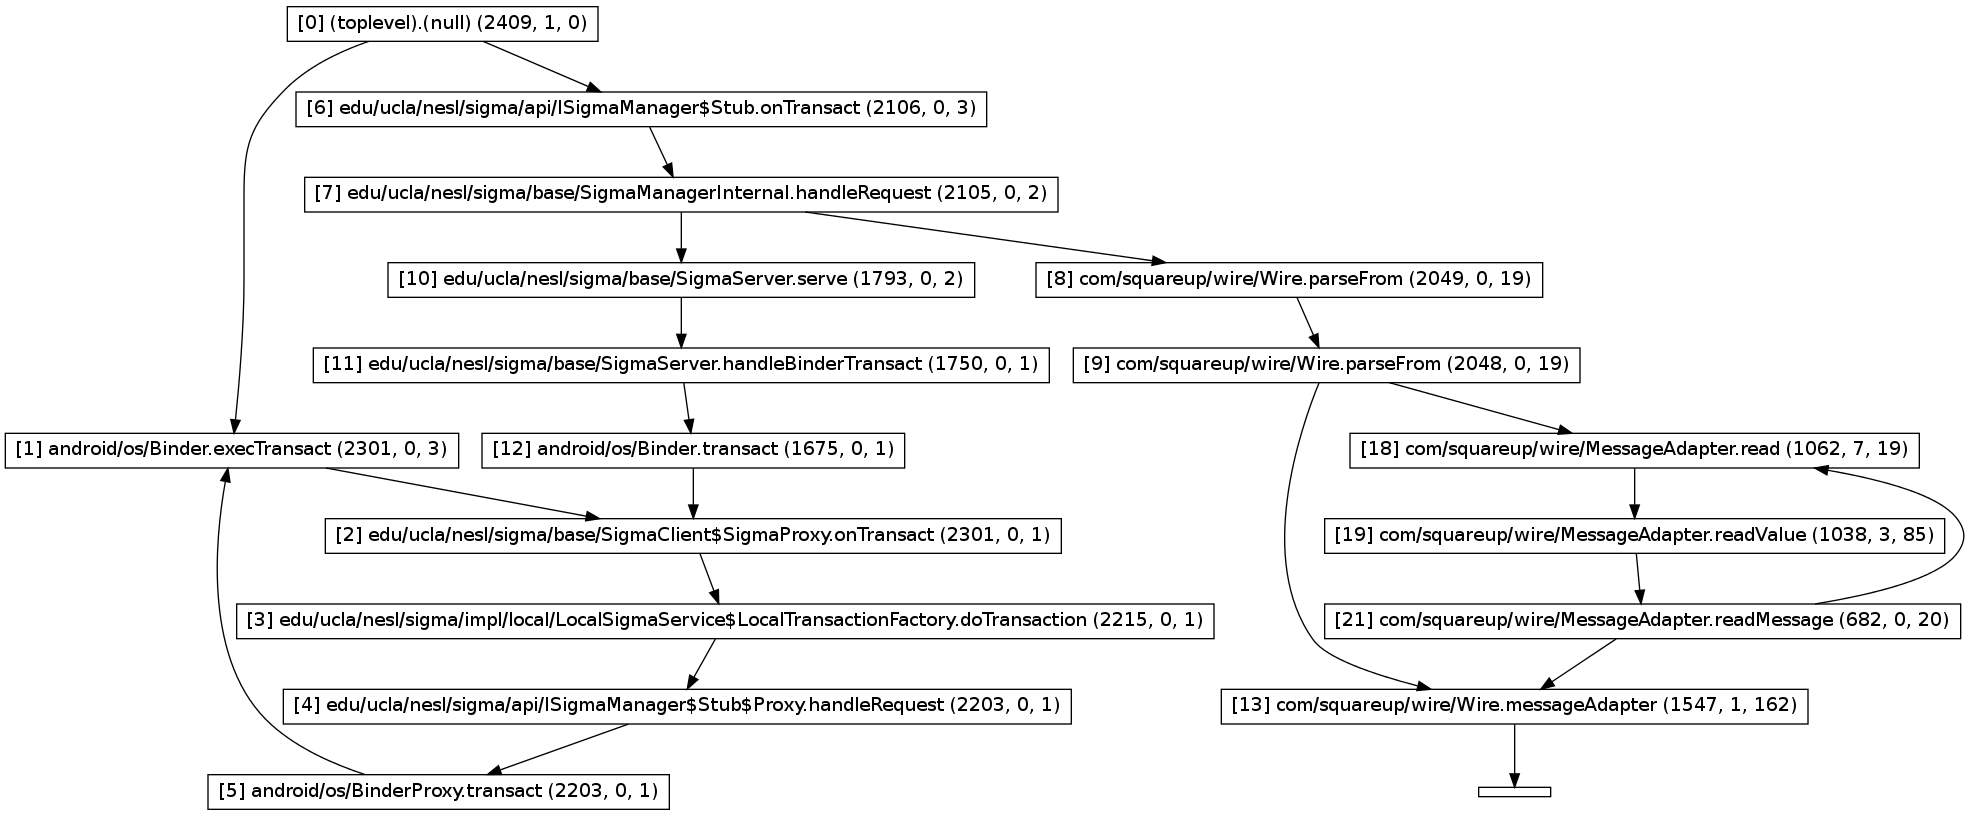 [0] (toplevel).(null) (2409, 1, 0)
[6] edu/ucla/nesl/sigma/api/ISigmaManager$Stub.onTransact (2106, 0, 3)
[7] edu/ucla/nesl/sigma/base/SigmaManagerInternal.handleRequest (2105, 0, 2)
[10] edu/ucla/nesl/sigma/base/SigmaServer.serve (1793, 0, 2)
[8] com/squareup/wire/Wire.parseFrom (2049, 0, 19)
[11] edu/ucla/nesl/sigma/base/SigmaServer.handleBinderTransact (1750, 0, 1)
[9] com/squareup/wire/Wire.parseFrom (2048, 0, 19)
[1] android/os/Binder.execTransact (2301, 0, 3)
[12] android/os/Binder.transact (1675, 0, 1)
[18] com/squareup/wire/MessageAdapter.read (1062, 7, 19)
[2] edu/ucla/nesl/sigma/base/SigmaClient$SigmaProxy.onTransact (2301, 0, 1)
[19] com/squareup/wire/MessageAdapter.readValue (1038, 3, 85)
[3] edu/ucla/nesl/sigma/impl/local/LocalSigmaService$LocalTransactionFactory.doTransaction (2215, 0, 1)
[21] com/squareup/wire/MessageAdapter.readMessage (682, 0, 20)
[4] edu/ucla/nesl/sigma/api/ISigmaManager$Stub$Proxy.handleRequest (2203, 0, 1)
[13] com/squareup/wire/Wire.messageAdapter (1547, 1, 162)
[5] android/os/BinderProxy.transact (2203, 0, 1)